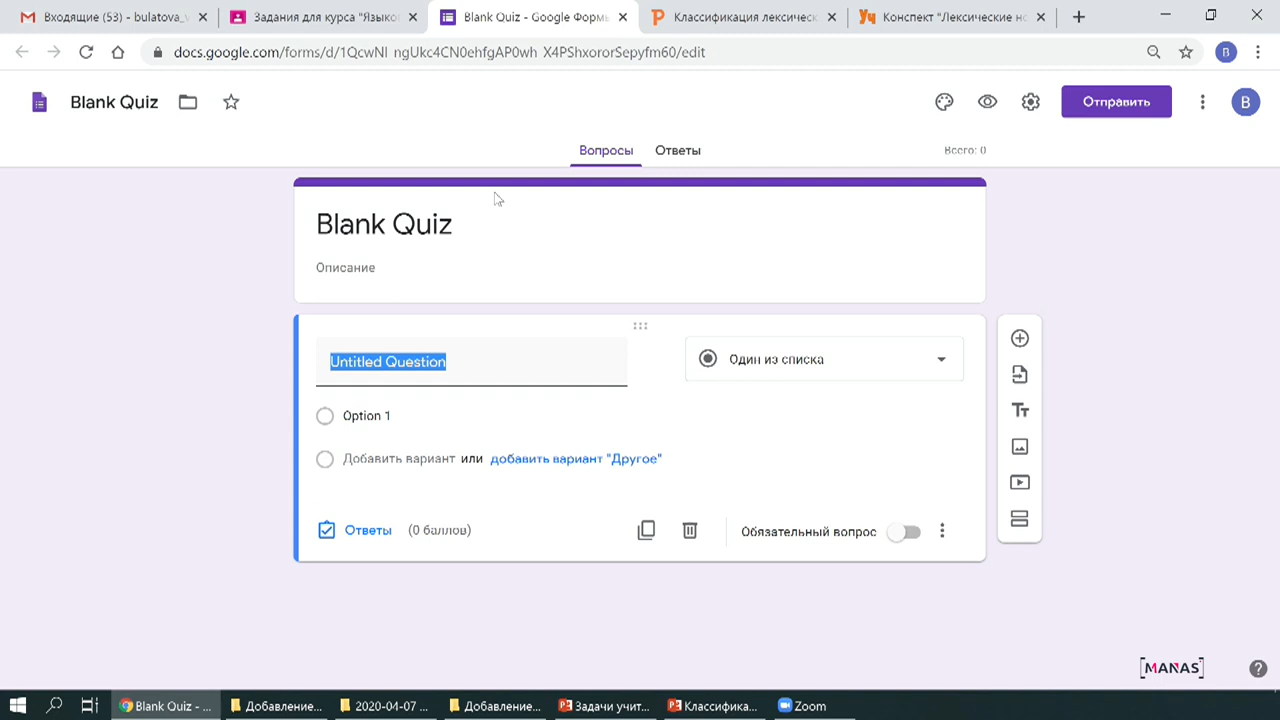 Входящие (53) - bulatova_v
Задания для курса "Языког
Blank Quiz - Google Формы
Классификация лексическ
Конспект "Лексические но
docs.google.com/forms/d/1QcwNl_ngUkc4CN0ehfgAP0wh_X4PShxororSepyfm60/edit
B
Blank Quiz
Отправить
B
Вопросы
Ответы
Всего: 0
Blank Quiz
Описание
Untitled Question
Один из списка
Option 1
Добавить вариант или добавить вариант "Другое"
Ответы (0 баллов)
Обязательный вопрос
[MANAS]
Blank Quiz - ...
Добавление...
2020-04-07 ...
Добавление...
Задачи учит...
Классифика...
Zoom